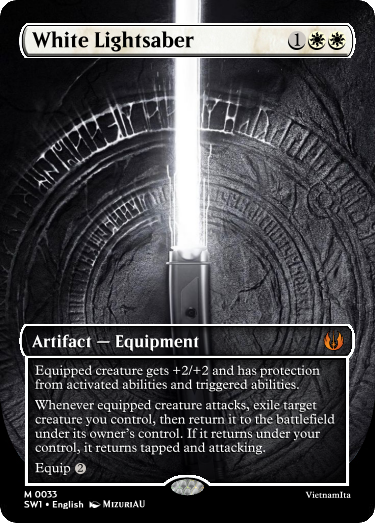 White Lightsaber 1
Artifact — Equipment
Equipped creature gets +2/+2 and has protection
from activated abilities and triggered abilities.
Whenever equipped creature attacks, exile target
creature you control, then return it to the battlefield
under its owner’s control. If it returns under your
control, it returns tapped and attacking.
Equip 2
M 0033 VietnamIta
SW1 • English MizuriAU